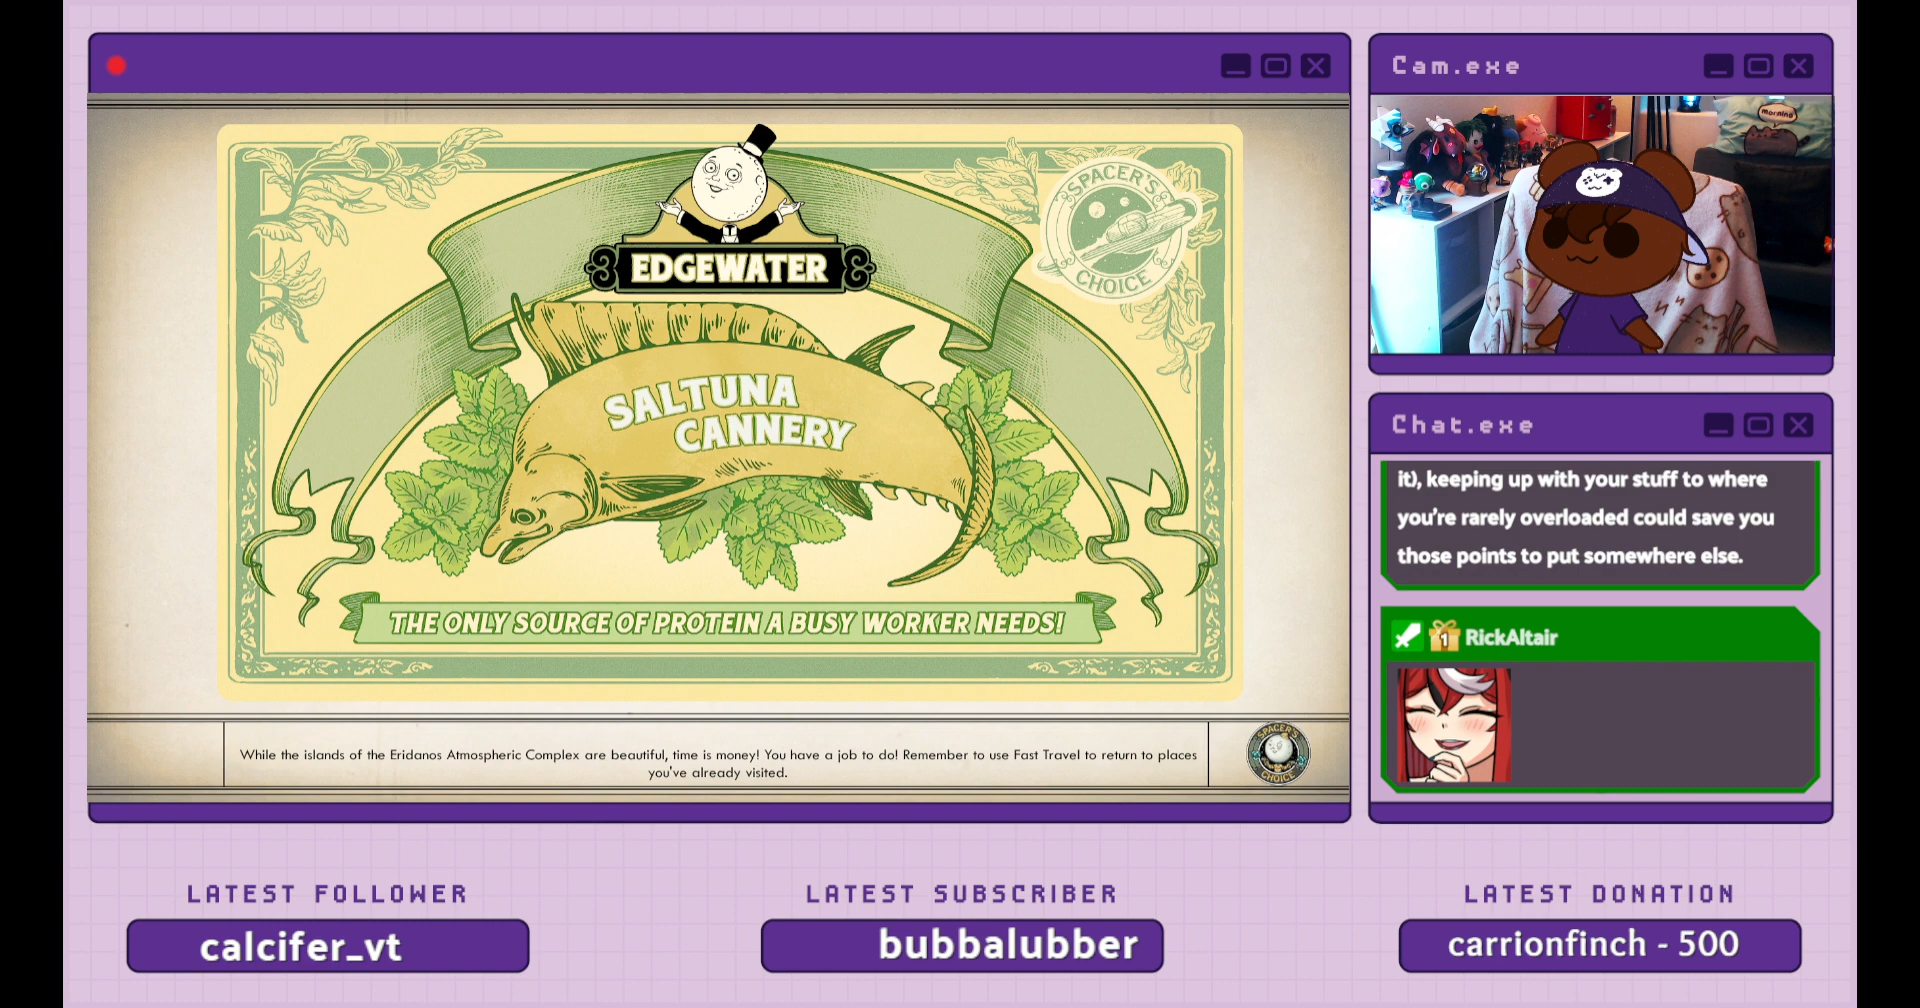 Cam.exe
morning
SPACER'S
CHOICE
EDGEWATER
SALTUNA
CANNERY
THE ONLY SOURCE OF PROTEIN A BUSY WORKER NEEDS!
While the islands of the Eridanos Atmospheric Complex are beautiful, time is money! You have a job to do! Remember to use Fast Travel to return to places
you've already visited.
SPACER'S
CHOICE
Chat.exe
it), keeping up with your stuff to where
you're rarely overloaded could save you
those points to put somewhere else.
1 RickAltair
LATEST FOLLOWER
calcifer_vt
LATEST SUBSCRIBER
bubbalubber
LATEST DONATION
carrionfinch - 500